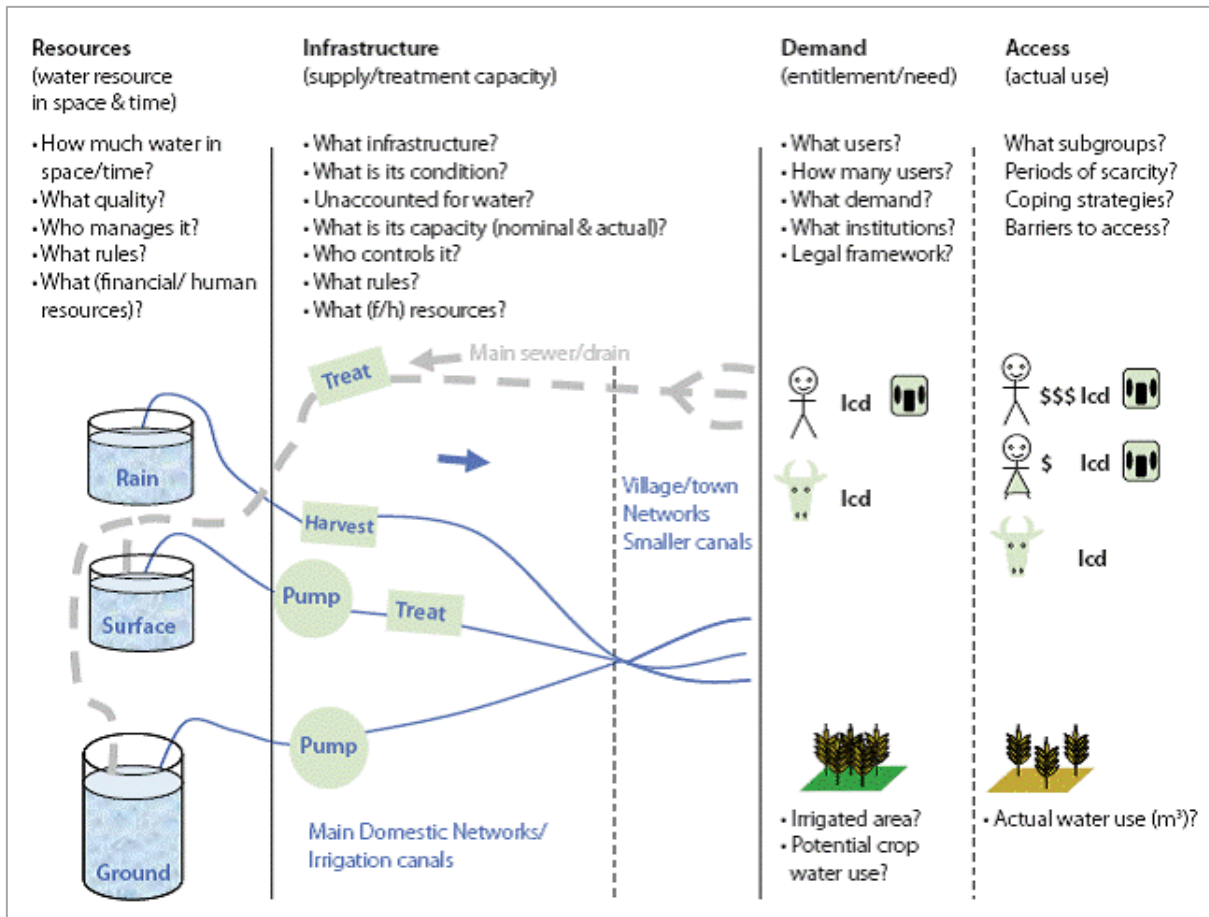 Resources
(water resource
in space & time)
• How much water in
space/time?
• What quality?
• Who manages it?
• What rules?
• What (financial/ human
resources)?
Infrastructure
(supply/treatment capacity)
• What infrastructure?
• What is its condition?
• Unaccounted for water?
• What is its capacity (nominal & actual)?
• Who controls it?
• What rules?
• What (f/h) resources?
Demand
(entitlement/need)
• What users?
• How many users?
• What demand?
• What institutions?
• Legal framework?
Access
(actual use)
What subgroups?
Periods of scarcity?
Coping strategies?
Barriers to access?
Main sewer/drain
Treat
Rain
Harvest
Surface
Pump
Treat
Ground
Pump
Village/town
Networks
Smaller canals
Main Domestic Networks/
Irrigation canals
lcd
lcd
$$$ lcd
$ lcd
lcd
• Irrigated area?
• Potential crop
water use?
• Actual water use (m³)?